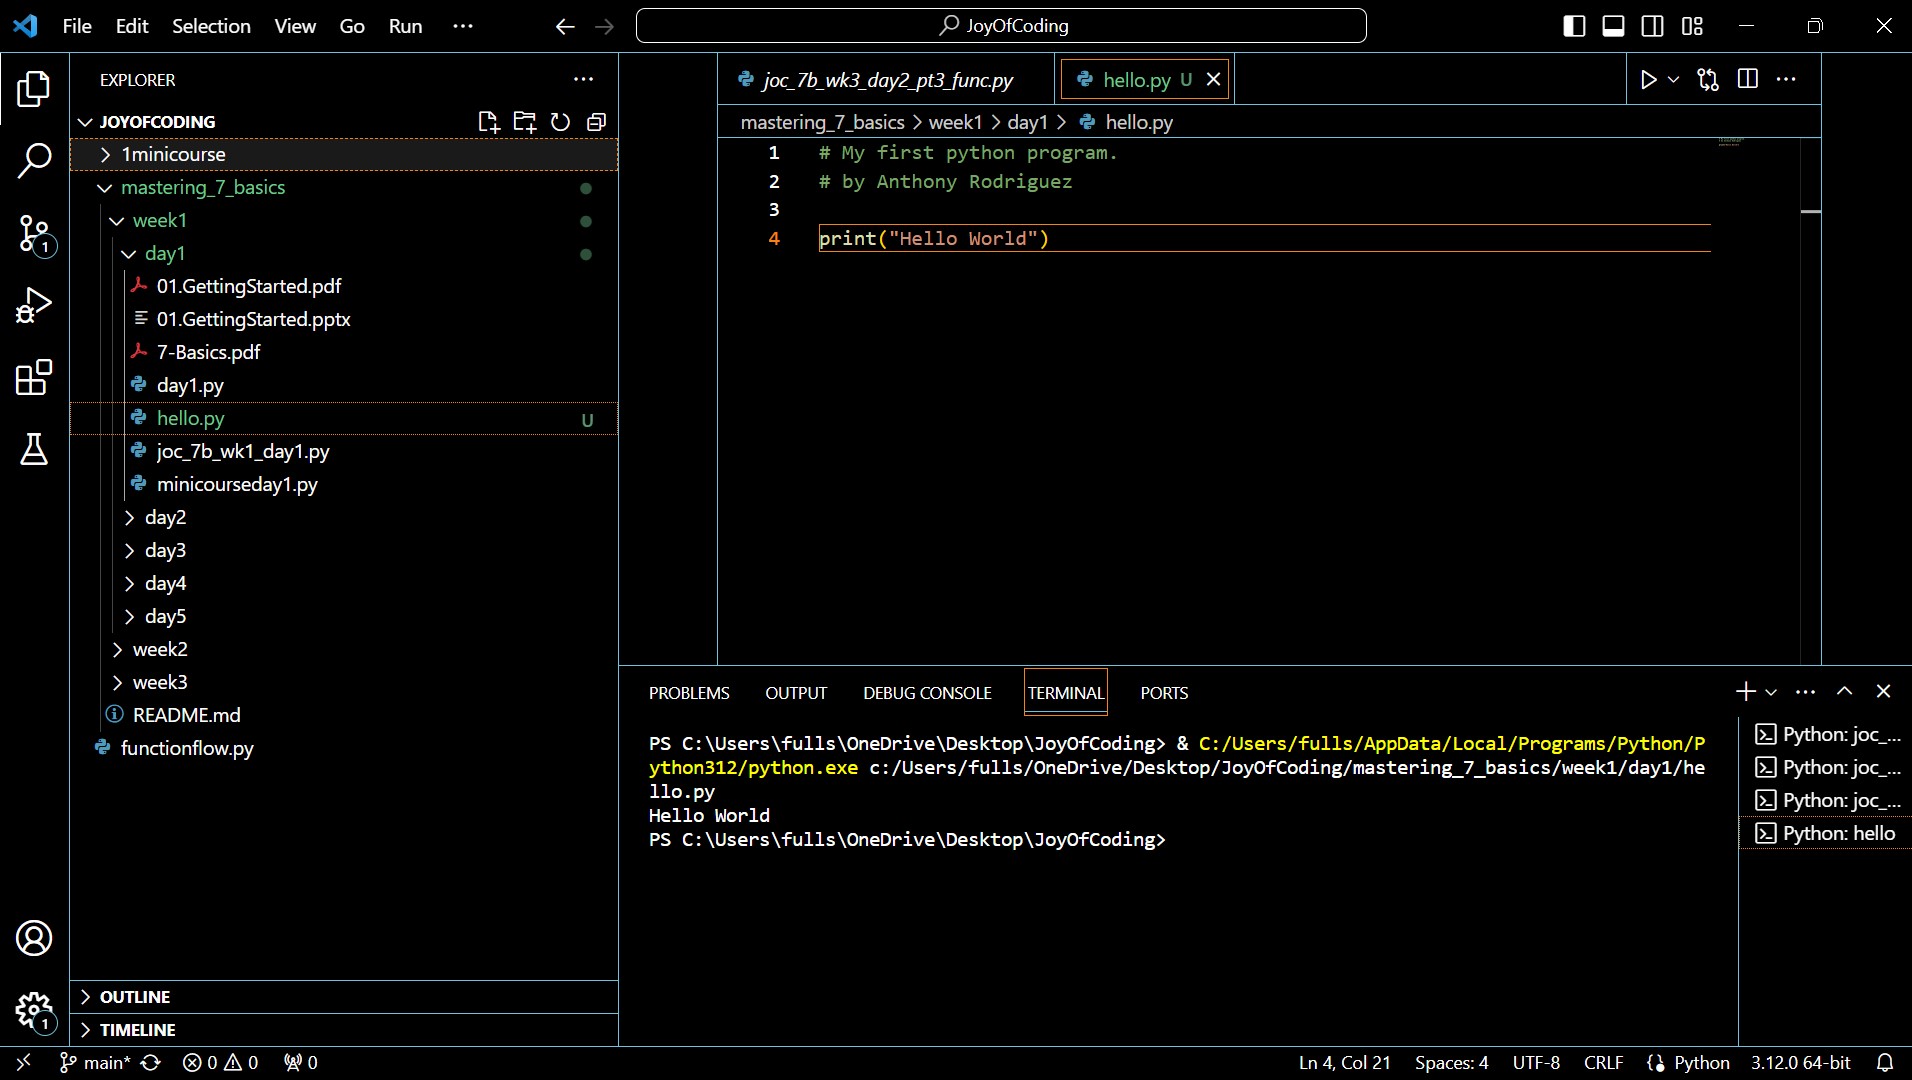 File Edit Selection View Go Run ··· JoyOfCoding
EXPLORER ···
JOYOFCODING
1minicourse
mastering_7_basics
week1
day1
01.GettingStarted.pdf
01.GettingStarted.pptx
7-Basics.pdf
day1.py
hello.py U
joc_7b_wk1_day1.py
minicourseday1.py
day2
day3
day4
day5
week2
week3
README.md
functionflow.py
OUTLINE
TIMELINE
1
1
joc_7b_wk3_day2_pt3_func.py hello.py U
mastering_7_basics > week1 > day1 > hello.py
1 # My first python program.
2 # by Anthony Rodriguez
3
4 print("Hello World")
PROBLEMS OUTPUT DEBUG CONSOLE TERMINAL PORTS
PS C:\Users\fulls\OneDrive\Desktop\JoyOfCoding> & C:/Users/fulls/AppData/Local/Programs/Python/P
ython312/python.exe c:/Users/fulls/OneDrive/Desktop/JoyOfCoding/mastering_7_basics/week1/day1/he
llo.py
Hello World
PS C:\Users\fulls\OneDrive\Desktop\JoyOfCoding>
Python: joc_...
Python: joc_...
Python: joc_...
Python: hello
main* 0 0 0 Ln 4, Col 21 Spaces: 4 UTF-8 CRLF Python 3.12.0 64-bit